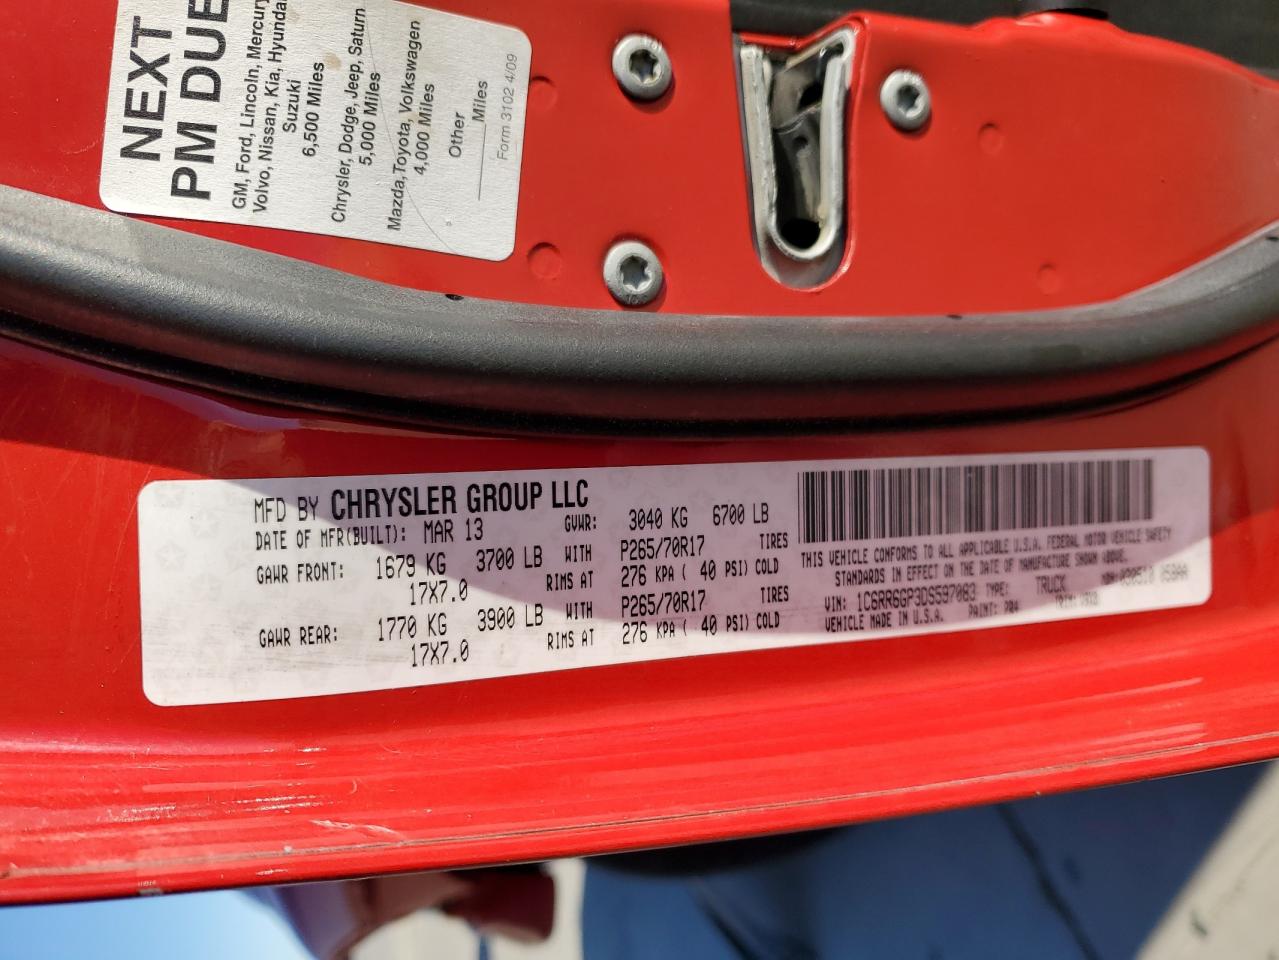 NEXT
PM DUE
GM, Ford, Lincoln, Mercury
Volvo, Nissan, Kia, Hyundai
Suzuki
6,500 Miles
Chrysler, Dodge, Jeep, Saturn
5,000 Miles
Mazda, Toyota, Volkswagen
4,000 Miles
Other
Miles
Form 3102 4/09
MFD BY CHRYSLER GROUP LLC
DATE OF MFR(BUILT): MAR 13 GVWR: 3040 KG 6700 LB
GAWR FRONT: 1679 KG 3700 LB WITH P265/70R17 TIRES
17X7.0 RIMS AT 276 KPA ( 40 PSI) COLD
GAWR REAR: 1770 KG 3900 LB WITH P265/70R17 TIRES
17X7.0 RIMS AT 276 KPA ( 40 PSI) COLD
THIS VEHICLE CONFORMS TO ALL APPLICABLE U.S.A. FEDERAL MOTOR VEHICLE SAFETY
STANDARDS IN EFFECT ON THE DATE OF MANUFACTURE SHOWN ABOVE.
VIN: 1C6RR6GP3DS597063 TYPE: TRUCK MDH: 030510 059AA
VEHICLE MADE IN U.S.A. PAINT: PR4 TRIM: